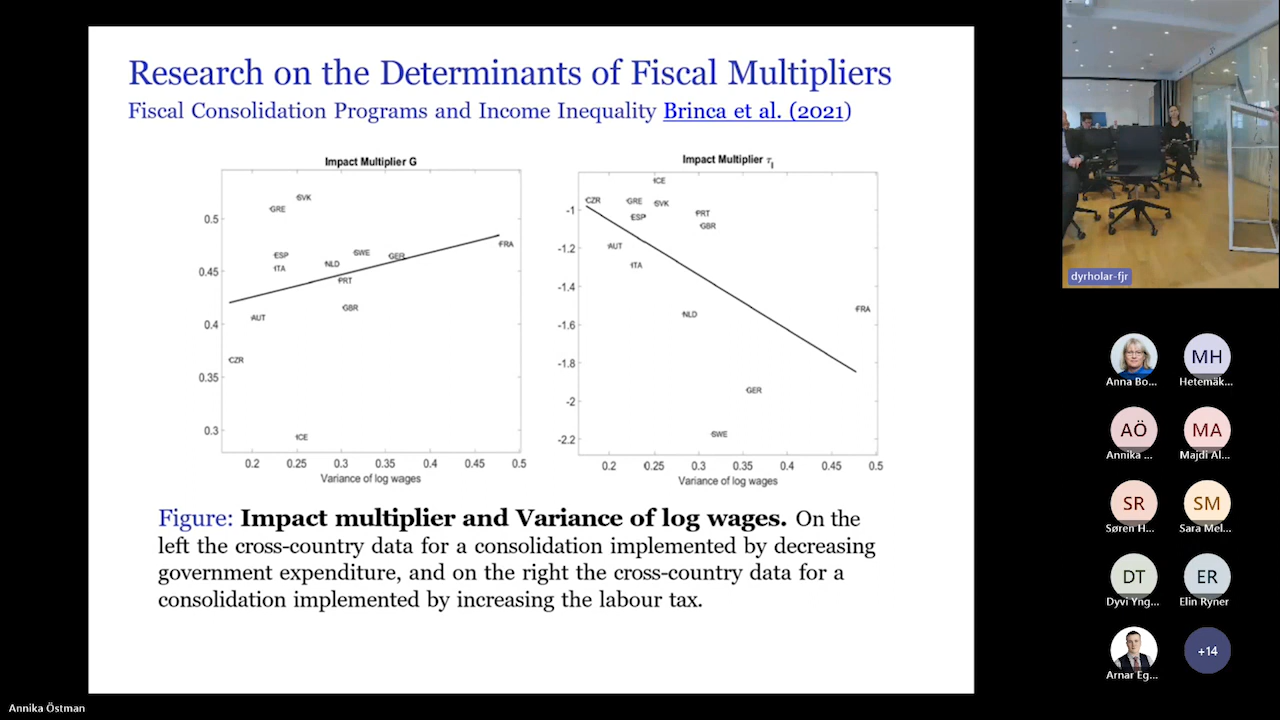 Research on the Determinants of Fiscal Multipliers
Fiscal Consolidation Programs and Income Inequality Brinca et al. (2021)
Impact Multiplier G
SVK
GRE
0.5
FRA
ESP
SWE
GER
ITA
NLD
0.45
PRT
GBR
AUT
0.4
CZR
0.35
ICE
0.3
0.2 0.25 0.3 0.35 0.4 0.45 0.5
Variance of log wages
Impact Multiplier τl
ICE
CZR
GRE
SVK
-1
ESP
PRT
GBR
AUT
-1.2
ITA
-1.4
NLD
FRA
-1.6
-1.8
GER
-2
SWE
-2.2
0.2 0.25 0.3 0.35 0.4 0.45 0.5
Variance of log wages
Figure: Impact multiplier and Variance of log wages. On the
left the cross-country data for a consolidation implemented by decreasing
government expenditure, and on the right the cross-country data for a
consolidation implemented by increasing the labour tax.
dyrholar-fjr
Anna Bo...
MH
Hetemäk...
AÖ
Annika ...
MA
Majdi Al...
SR
Søren H...
SM
Sara Mel...
DT
Dyvi Yng...
ER
Elin Ryner
Arnar Eg...
+14
Annika Östman